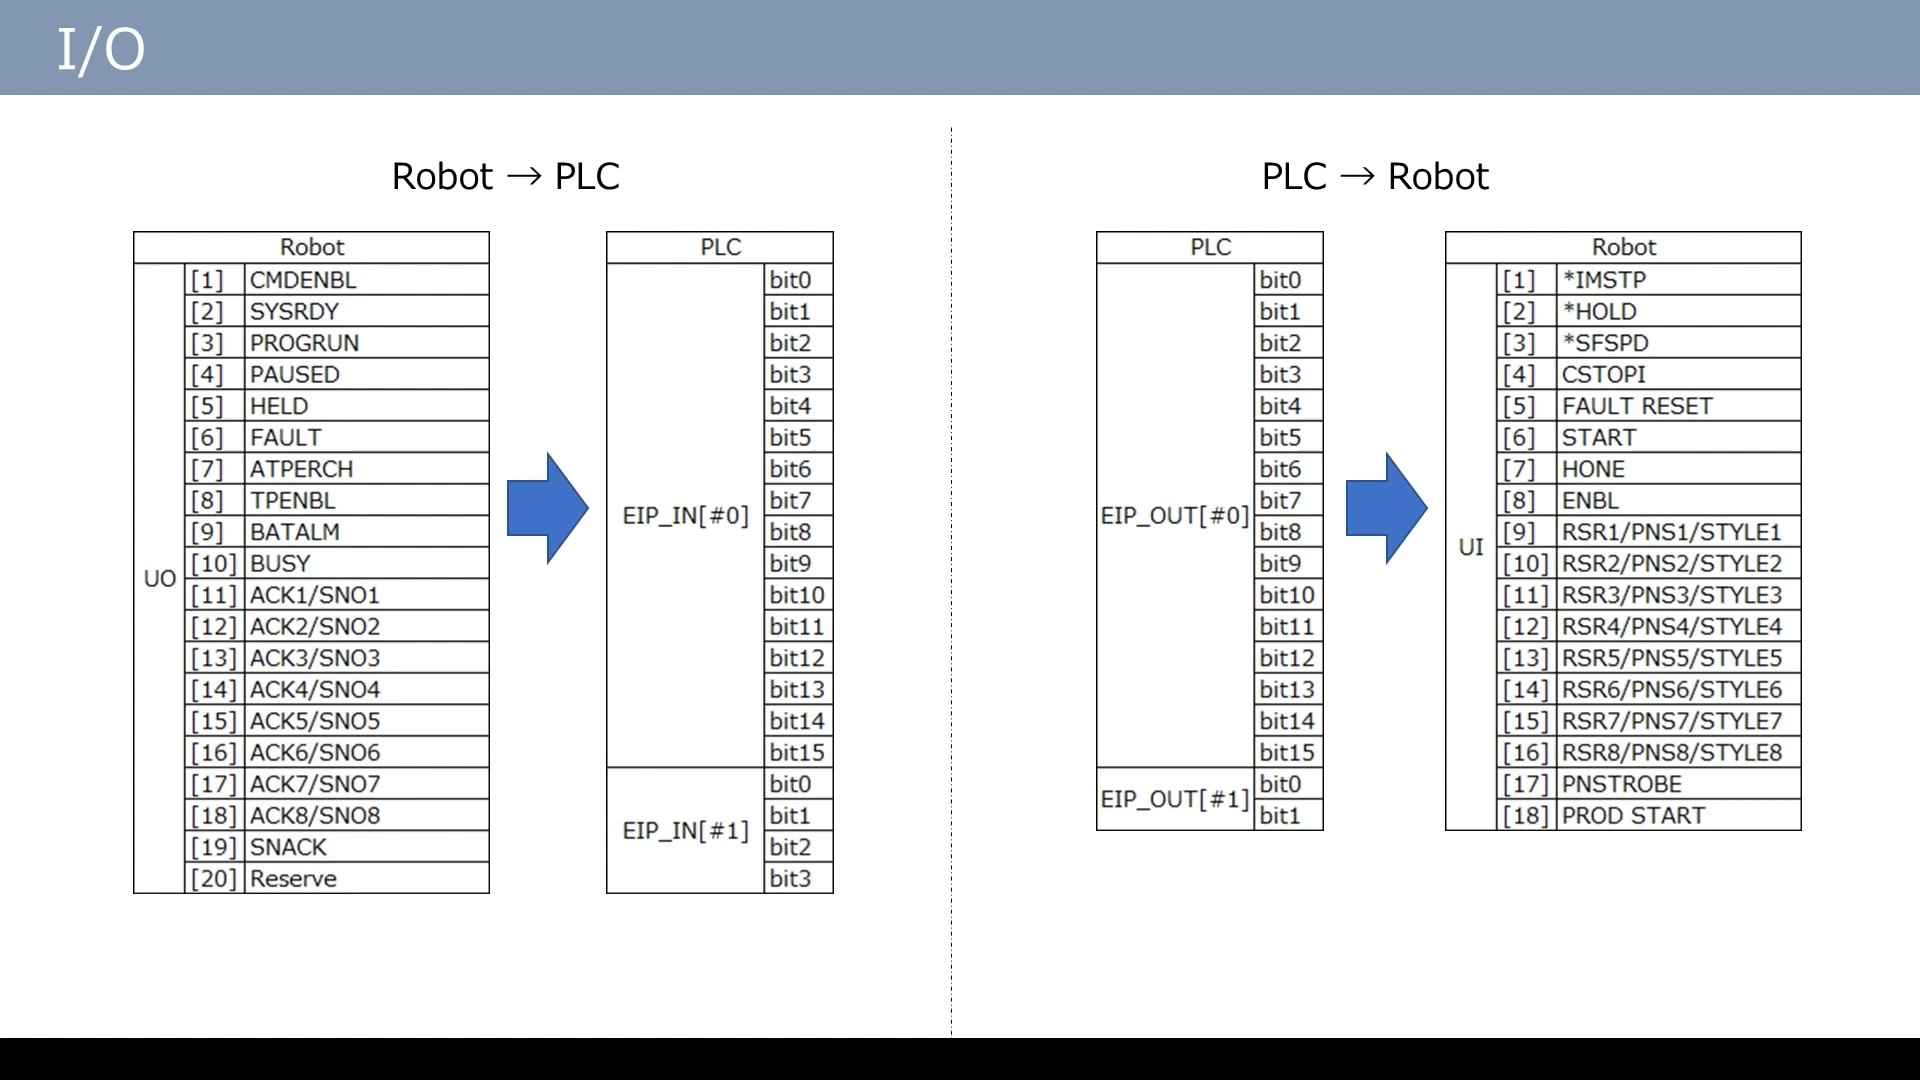 I/O
Robot → PLC
Robot
UO
[1] CMDENBL
[2] SYSRDY
[3] PROGRUN
[4] PAUSED
[5] HELD
[6] FAULT
[7] ATPERCH
[8] TPENBL
[9] BATALM
[10] BUSY
[11] ACK1/SNO1
[12] ACK2/SNO2
[13] ACK3/SNO3
[14] ACK4/SNO4
[15] ACK5/SNO5
[16] ACK6/SNO6
[17] ACK7/SNO7
[18] ACK8/SNO8
[19] SNACK
[20] Reserve
PLC
EIP_IN[#0]
bit0
bit1
bit2
bit3
bit4
bit5
bit6
bit7
bit8
bit9
bit10
bit11
bit12
bit13
bit14
bit15
EIP_IN[#1]
bit0
bit1
bit2
bit3
PLC → Robot
PLC
EIP_OUT[#0]
bit0
bit1
bit2
bit3
bit4
bit5
bit6
bit7
bit8
bit9
bit10
bit11
bit12
bit13
bit14
bit15
EIP_OUT[#1]
bit0
bit1
Robot
UI
[1] *IMSTP
[2] *HOLD
[3] *SFSPD
[4] CSTOPI
[5] FAULT RESET
[6] START
[7] HONE
[8] ENBL
[9] RSR1/PNS1/STYLE1
[10] RSR2/PNS2/STYLE2
[11] RSR3/PNS3/STYLE3
[12] RSR4/PNS4/STYLE4
[13] RSR5/PNS5/STYLE5
[14] RSR6/PNS6/STYLE6
[15] RSR7/PNS7/STYLE7
[16] RSR8/PNS8/STYLE8
[17] PNSTROBE
[18] PROD START